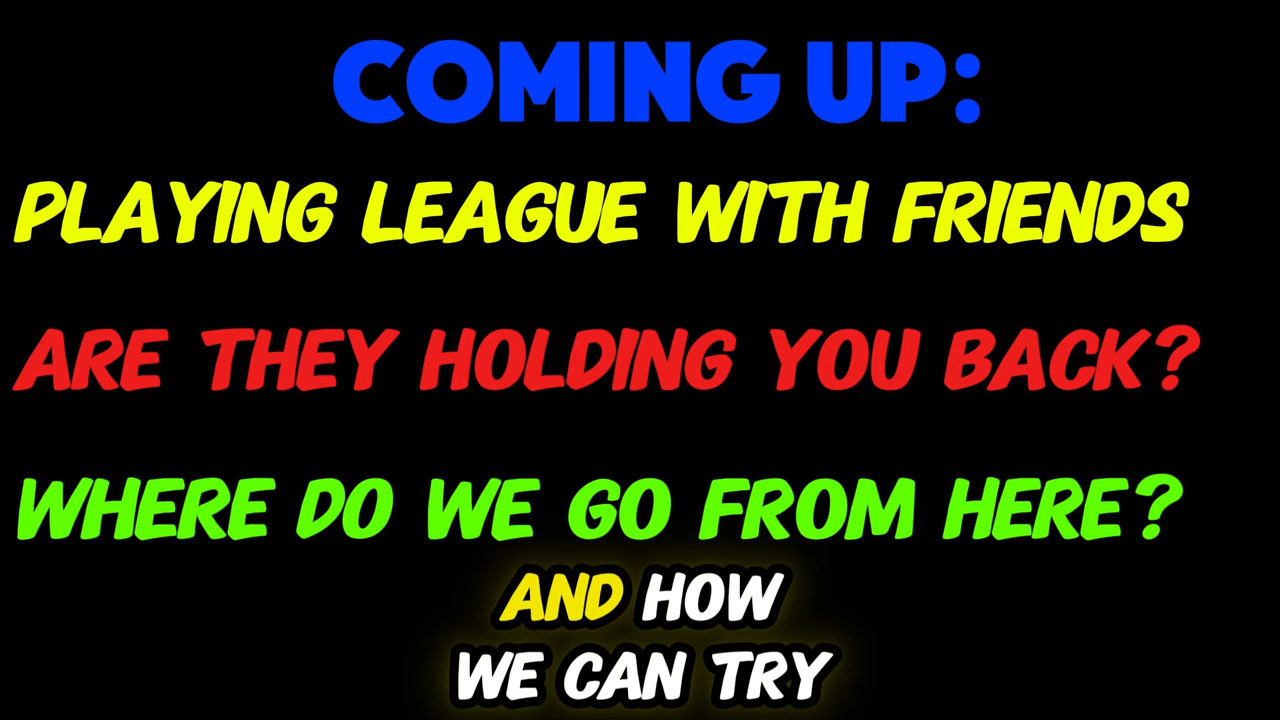 COMING UP:
PLAYING LEAGUE WITH FRIENDS
ARE THEY HOLDING YOU BACK?
WHERE DO WE GO FROM HERE?
AND HOW
WE CAN TRY